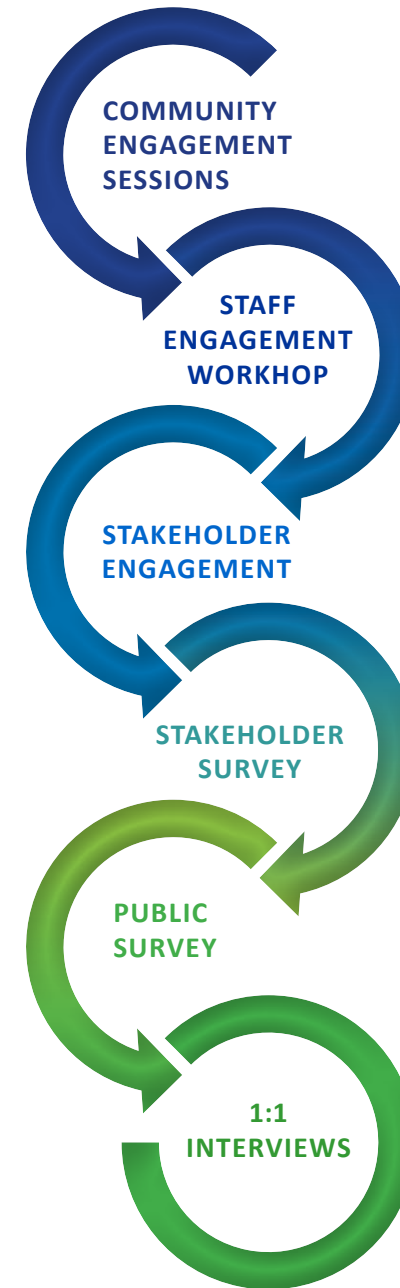 COMMUNITY
ENGAGEMENT
SESSIONS
STAFF
ENGAGEMENT
WORKHOP
STAKEHOLDER
ENGAGEMENT
STAKEHOLDER
SURVEY
PUBLIC
SURVEY
1:1
INTERVIEWS